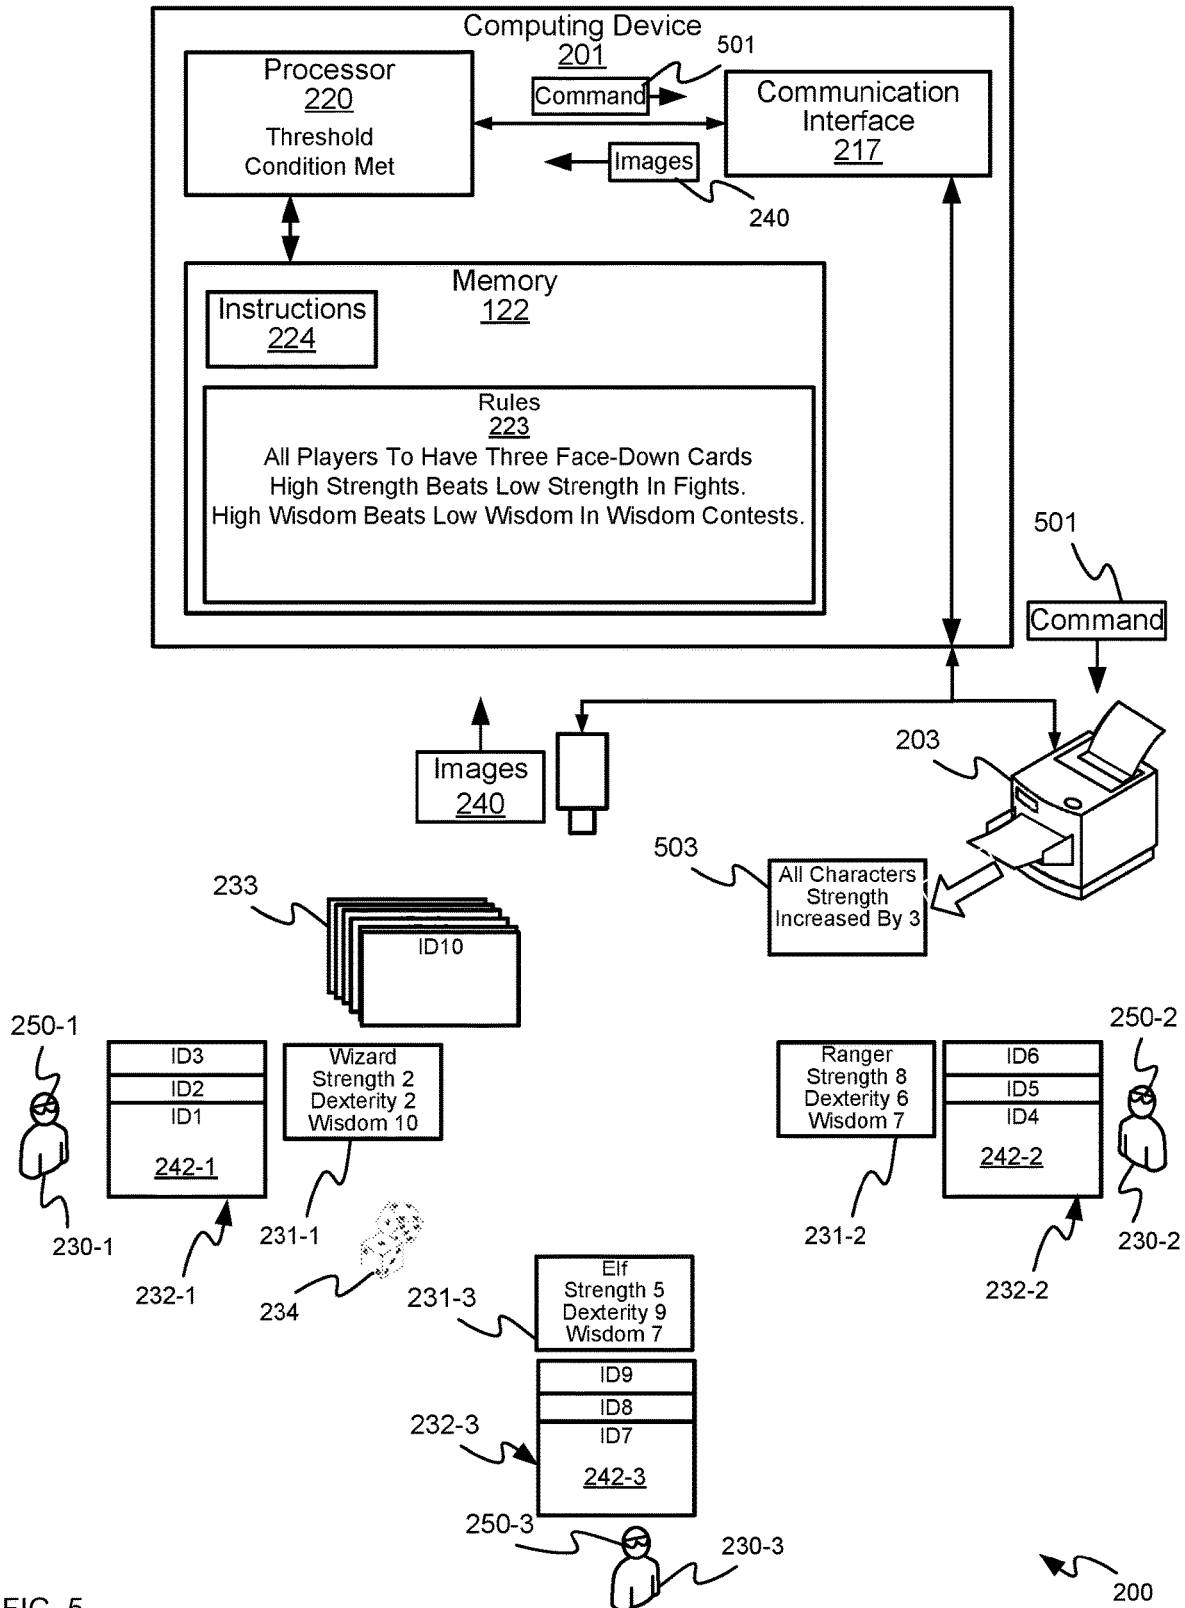 Computing Device
201
501
Processor
220
Threshold
Condition Met
Command
Communication
Interface
217
Images
240
Memory
122
Instructions
224
Rules
223
All Players To Have Three Face-Down Cards
High Strength Beats Low Strength In Fights.
High Wisdom Beats Low Wisdom In Wisdom Contests.
501
Command
203
Images
240
503
All Characters
Strength
Increased By 3
233
ID10
250-1
ID3
ID2
ID1
242-1
Wizard
Strength 2
Dexterity 2
Wisdom 10
Ranger
Strength 8
Dexterity 6
Wisdom 7
ID6
ID5
ID4
242-2
250-2
230-1
232-1
231-1
234
231-2
232-2
230-2
231-3
Elf
Strength 5
Dexterity 9
Wisdom 7
ID9
ID8
ID7
242-3
232-3
250-3
230-3
200
FIG. 5